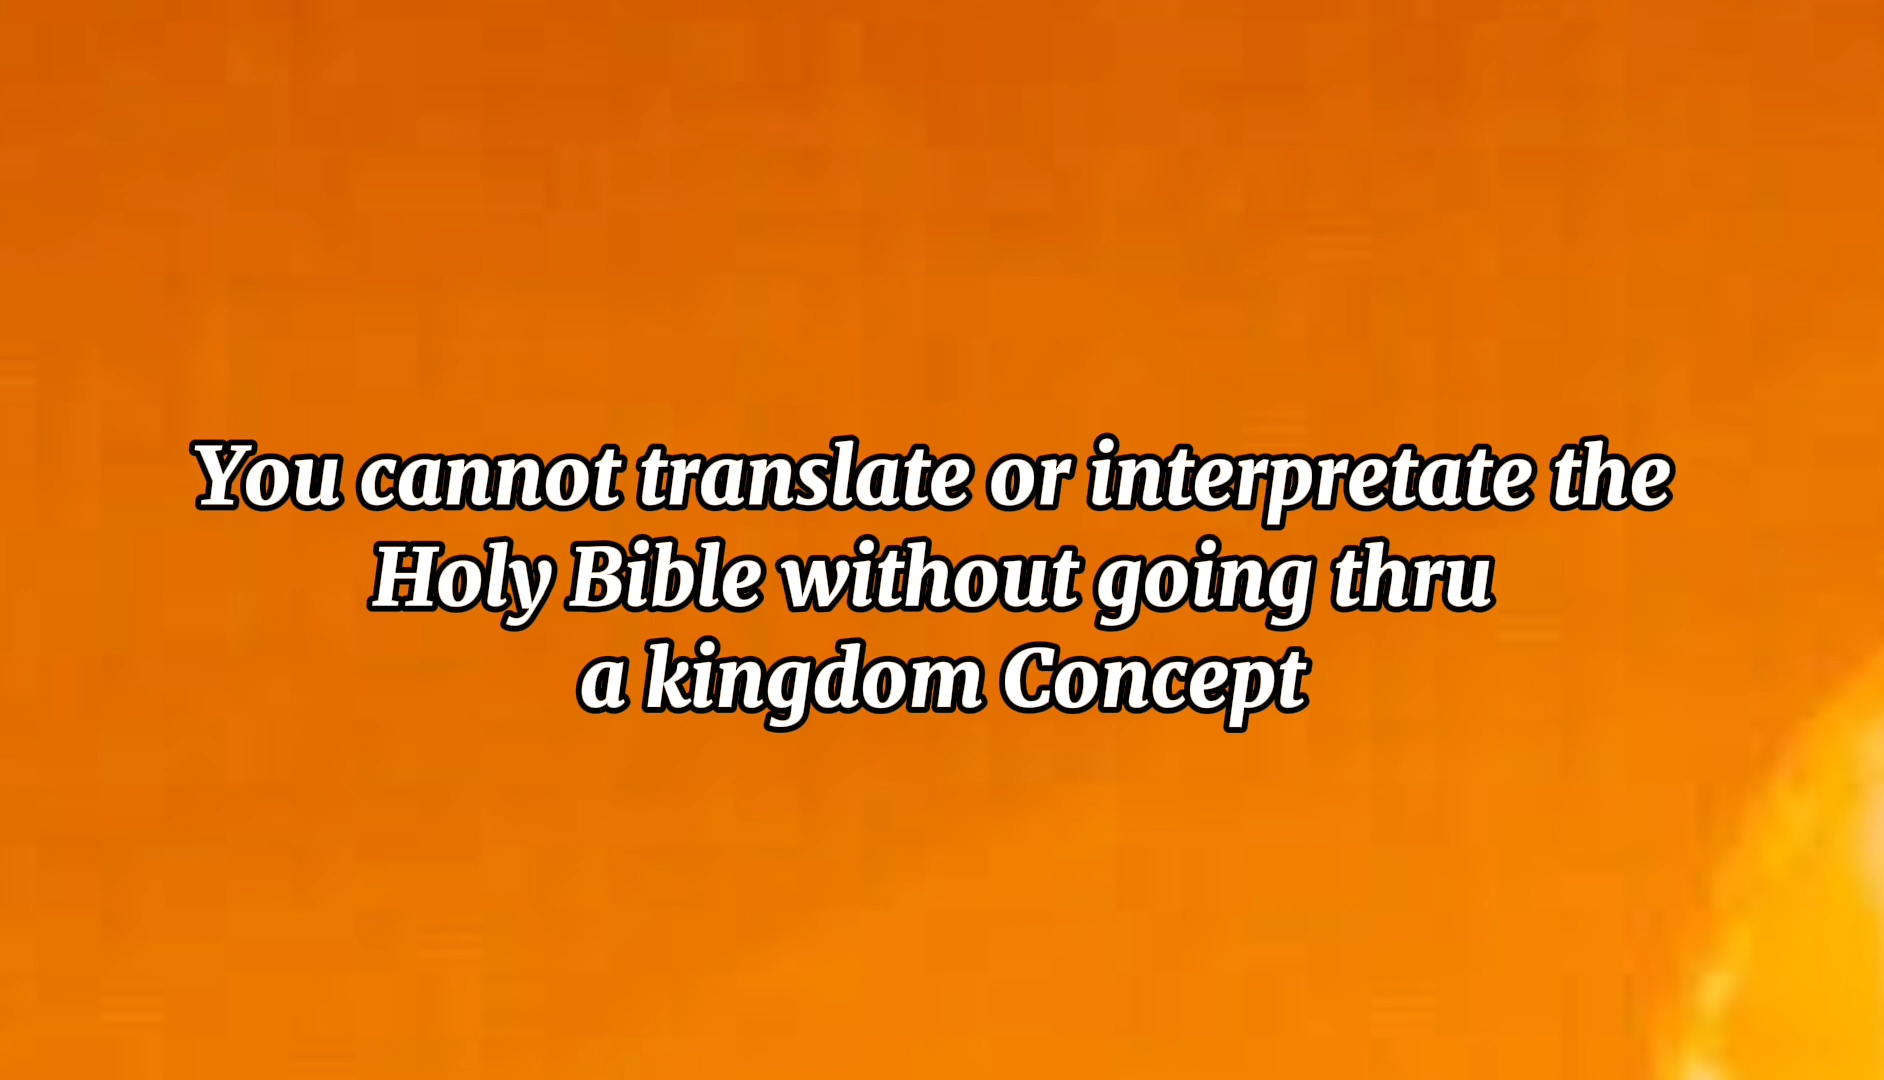 You cannot translate or interpretate the
Holy Bible without going thru
a kingdom Concept